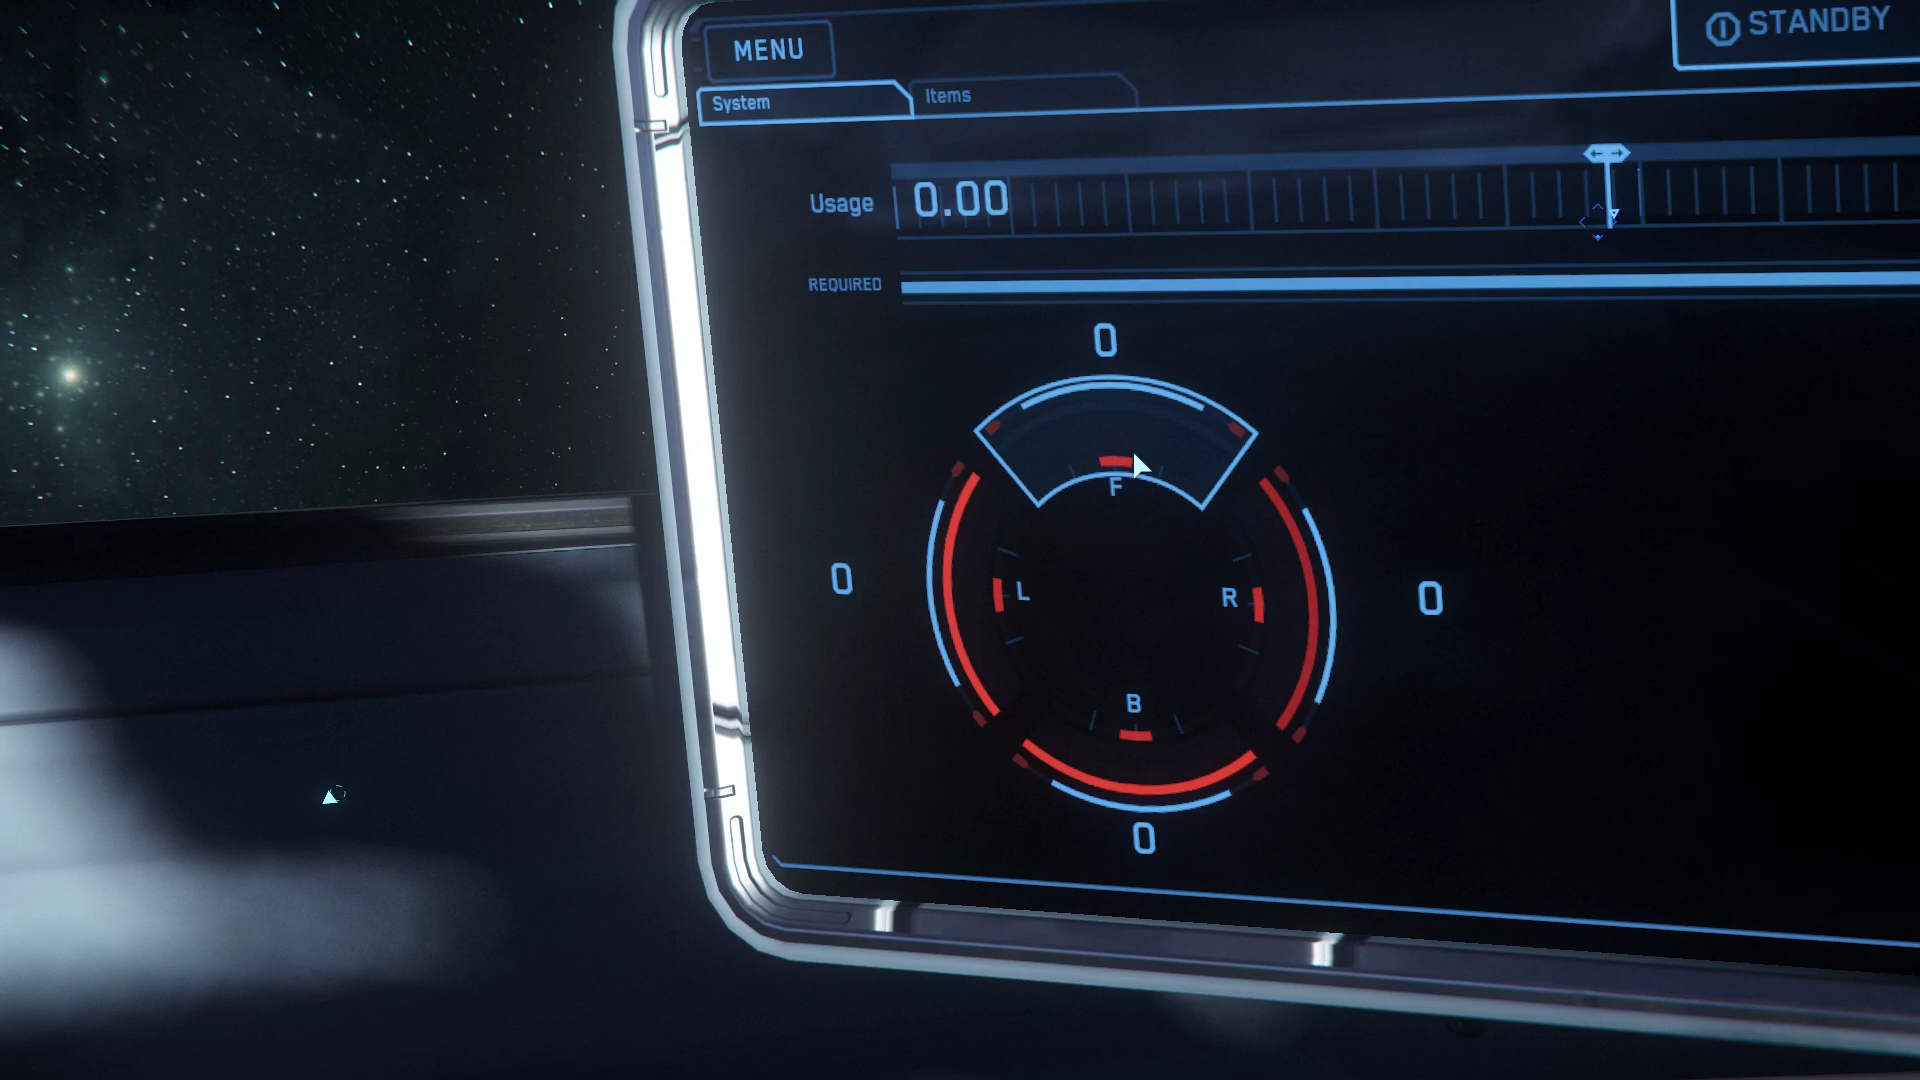 MENU
STANDBY
System
Items
Usage
0.00
REQUIRED
0
F
0
L
R
0
B
0